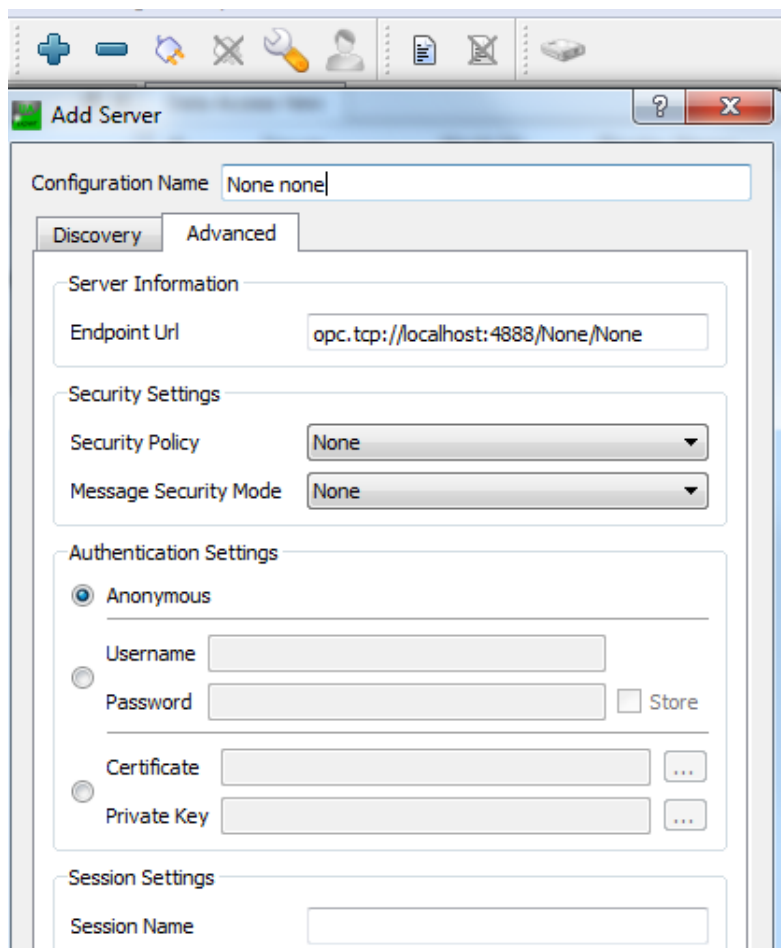 Add Server
?
X
Configuration Name None none
Discovery Advanced
Server Information
Endpoint Url opc.tcp://localhost:4888/None/None
Security Settings
Security Policy None
Message Security Mode None
Authentication Settings
Anonymous
Username
Password Store
Certificate ...
Private Key ...
Session Settings
Session Name